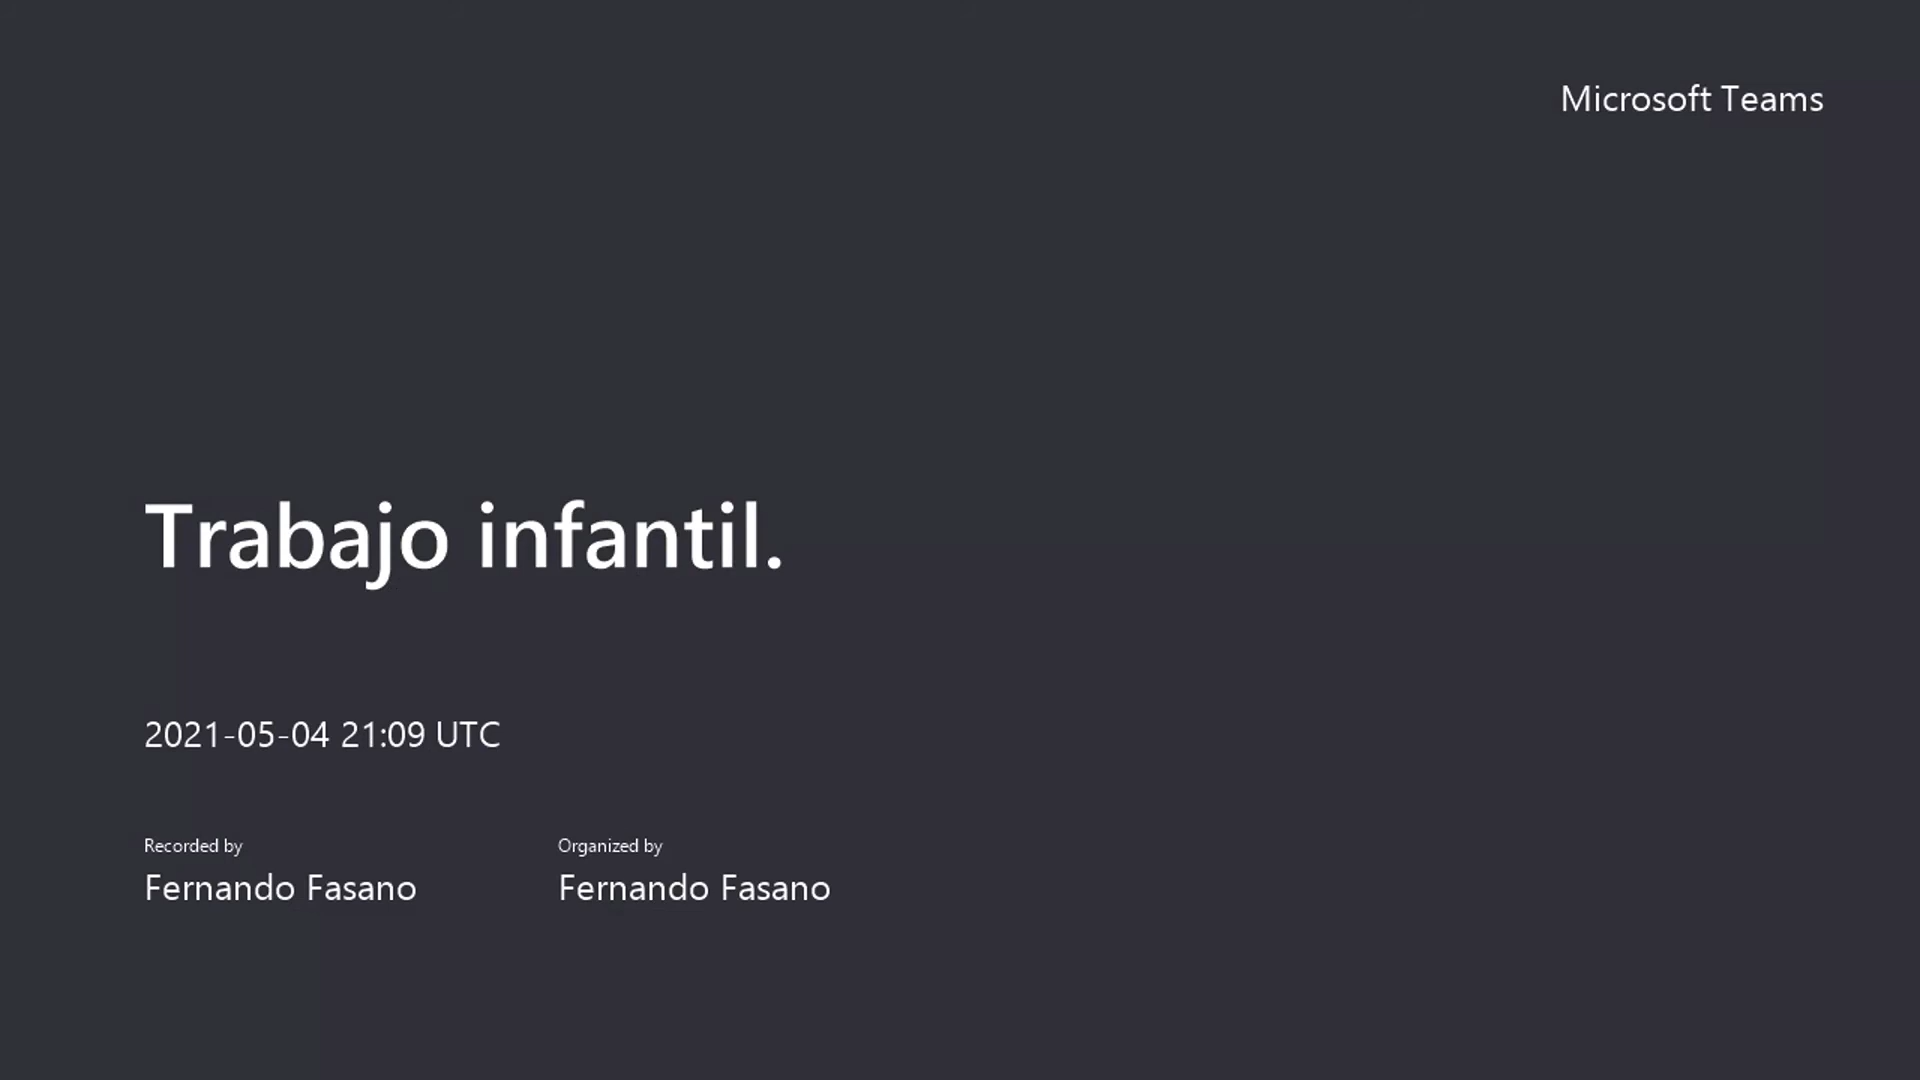 Microsoft Teams
Trabajo infantil.
2021-05-04 21:09 UTC
Recorded by
Fernando Fasano
Organized by
Fernando Fasano